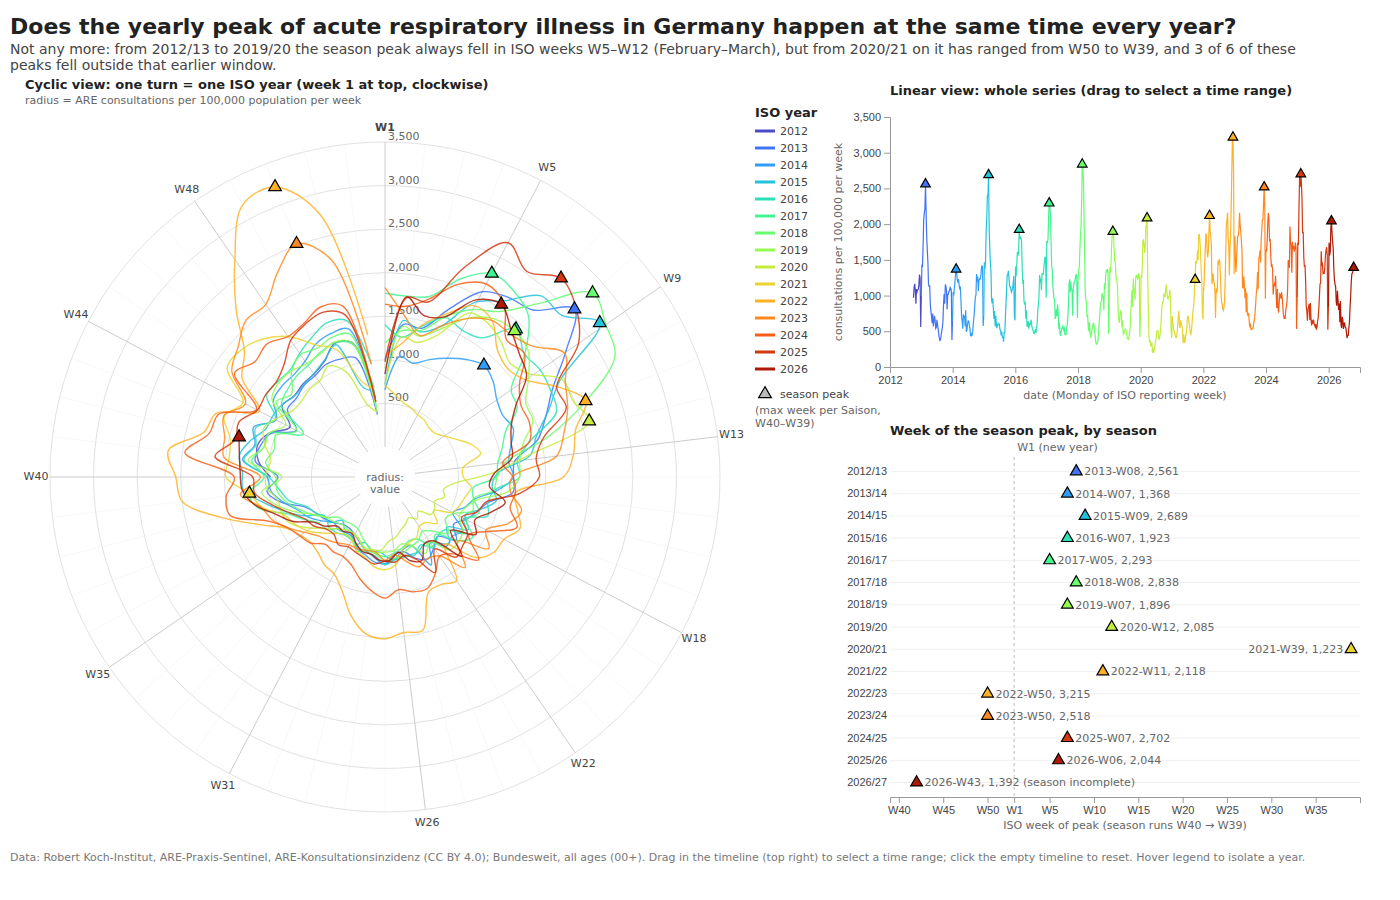 Does the yearly peak of acute respiratory illness in Germany happen at the same time every year?
Not any more: from 2012/13 to 2019/20 the season peak always fell in ISO weeks W5–W12 (February–March), but from 2020/21 on it has ranged from W50 to W39, and 3 of 6 of these
peaks fell outside that earlier window.
Cyclic view: one turn = one ISO year (week 1 at top, clockwise)
radius = ARE consultations per 100,000 population per week
W1
W5
W9
W13
W18
W22
W26
W31
W35
W40
W44
W48
3,500
3,000
2,500
2,000
1,500
1,000
500
radius:
value
ISO year
2012
2013
2014
2015
2016
2017
2018
2019
2020
2021
2022
2023
2024
2025
2026
season peak
(max week per Saison,
W40–W39)
Linear view: whole series (drag to select a time range)
consultations per 100,000 per week
3,500
3,000
2,500
2,000
1,500
1,000
500
0
2012
2014
2016
2018
2020
2022
2024
2026
date (Monday of ISO reporting week)
Week of the season peak, by season
W1 (new year)
2012/13 2013-W08, 2,561
2013/14 2014-W07, 1,368
2014/15 2015-W09, 2,689
2015/16 2016-W07, 1,923
2016/17 2017-W05, 2,293
2017/18 2018-W08, 2,838
2018/19 2019-W07, 1,896
2019/20 2020-W12, 2,085
2020/21 2021-W39, 1,223
2021/22 2022-W11, 2,118
2022/23 2022-W50, 3,215
2023/24 2023-W50, 2,518
2024/25 2025-W07, 2,702
2025/26 2026-W06, 2,044
2026/27 2026-W43, 1,392 (season incomplete)
W40 W45 W50 W1 W5 W10 W15 W20 W25 W30 W35
ISO week of peak (season runs W40 → W39)
Data: Robert Koch-Institut, ARE-Praxis-Sentinel, ARE-Konsultationsinzidenz (CC BY 4.0); Bundesweit, all ages (00+). Drag in the timeline (top right) to select a time range; click the empty timeline to reset. Hover legend to isolate a year.